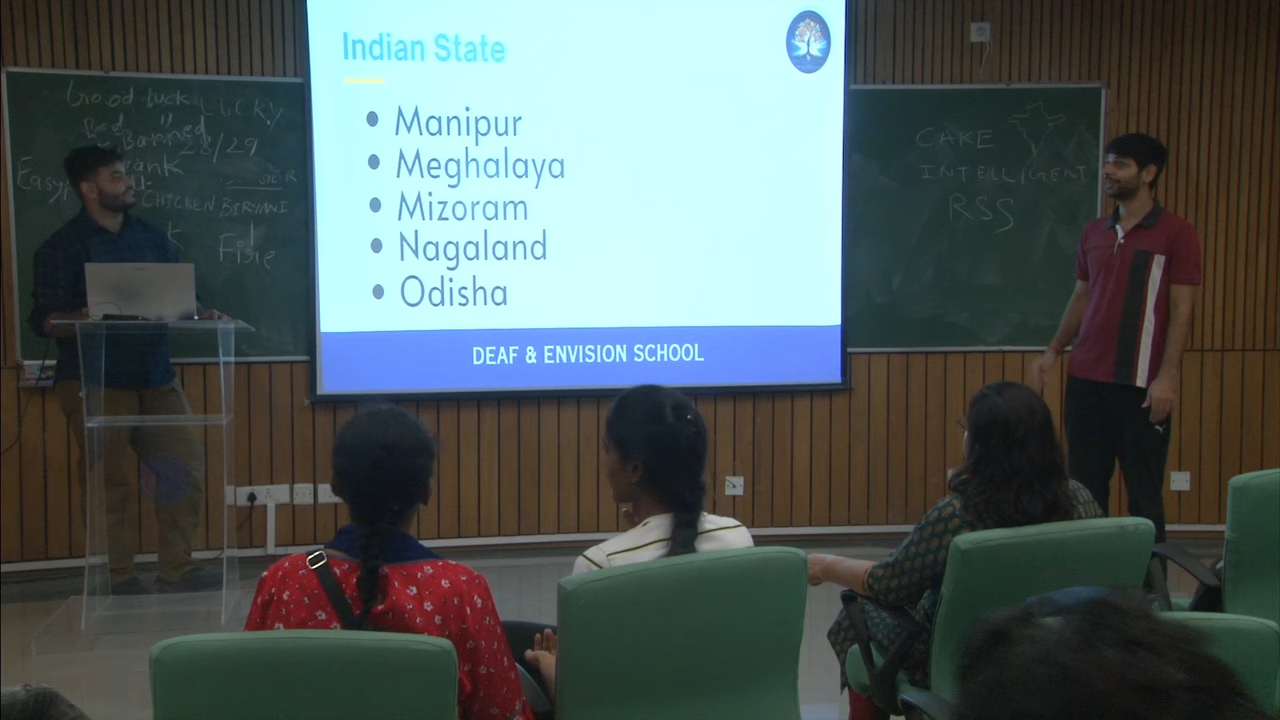 Good luck LUCKY
Bad "
Banned 28/29
Easy
CHICKEN BIRYANI
Fire
Indian State
• Manipur
• Meghalaya
• Mizoram
• Nagaland
• Odisha
DEAF & ENVISION SCHOOL
CAKE
INTELLIGENT
RSS